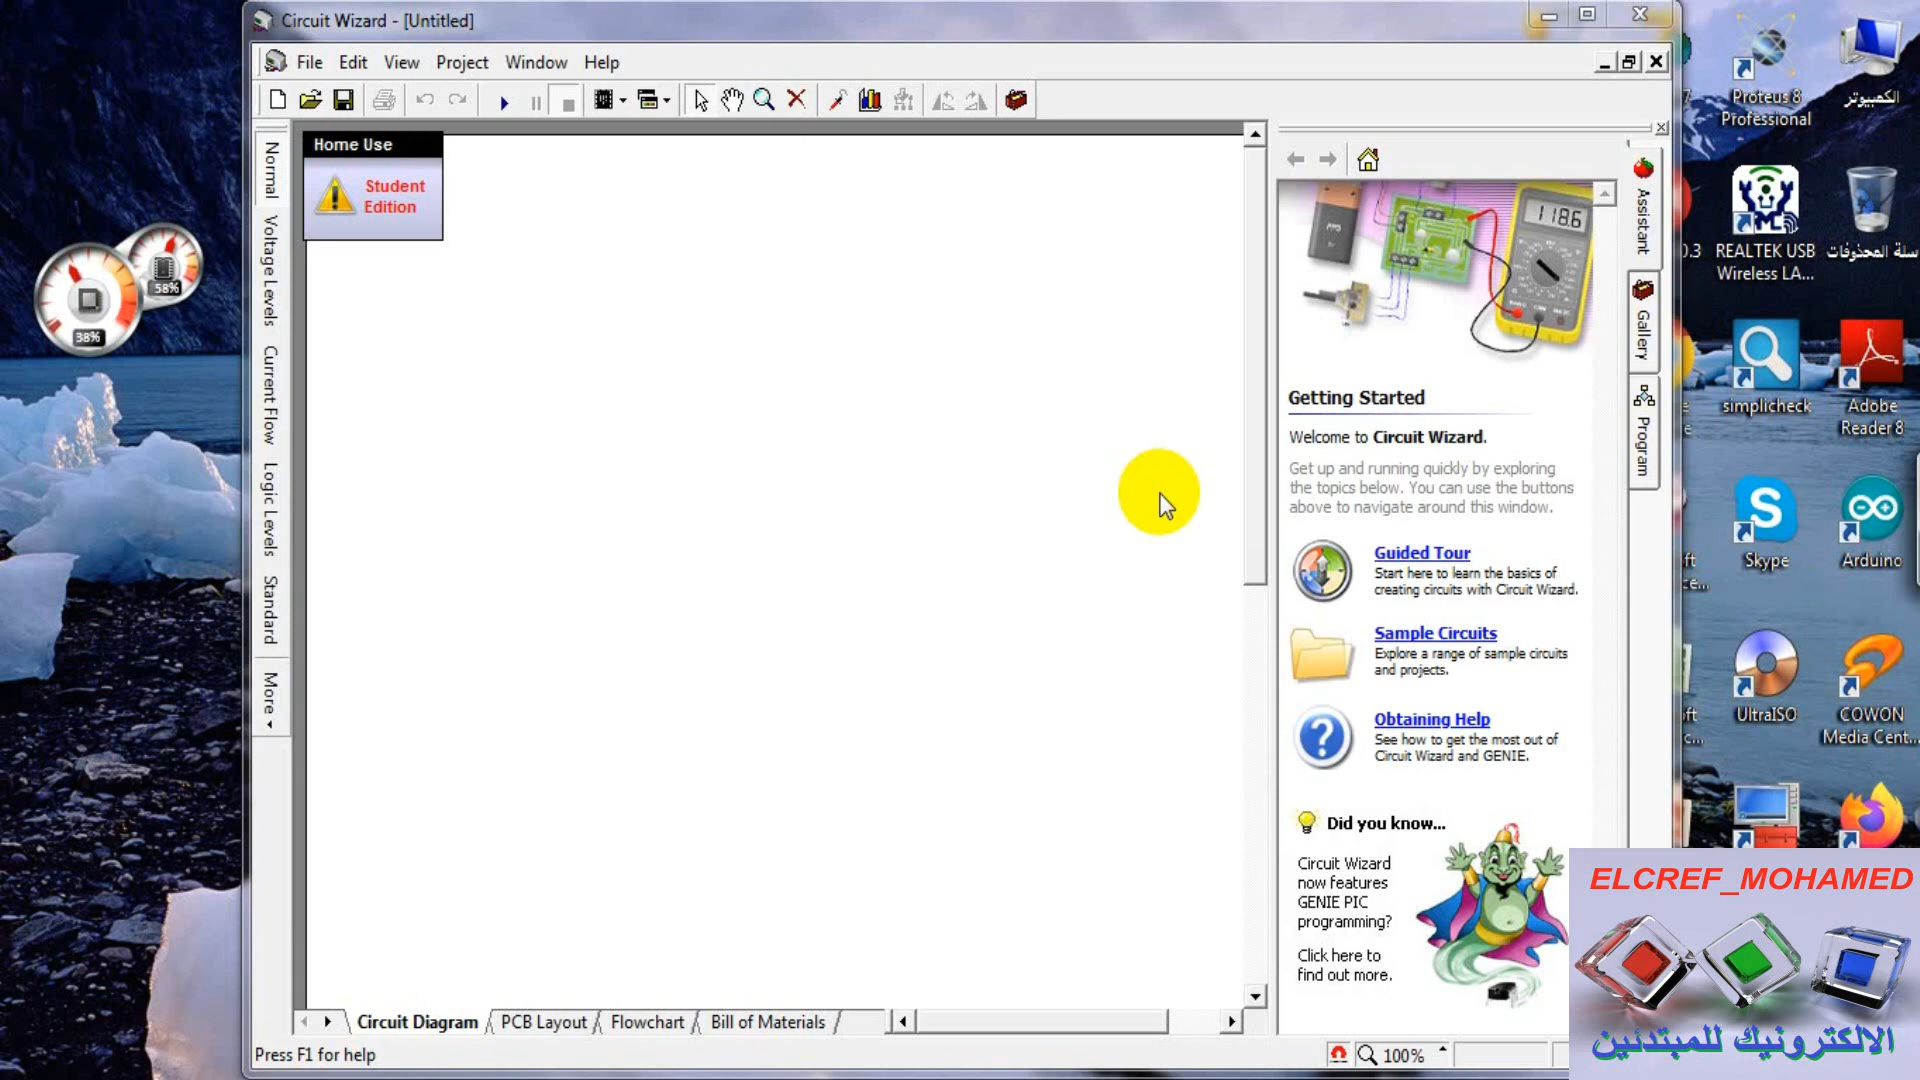 Circuit Wizard - [Untitled]
File Edit View Project Window Help
Home Use
Student
Edition
Normal
Voltage Levels
Current Flow
Logic Levels
Standard
More
118.6
Getting Started
Welcome to Circuit Wizard.
Get up and running quickly by exploring
the topics below. You can use the buttons
above to navigate around this window.
Guided Tour
Start here to learn the basics of
creating circuits with Circuit Wizard.
Sample Circuits
Explore a range of sample circuits
and projects.
Obtaining Help
See how to get the most out of
Circuit Wizard and GENIE.
Did you know...
Circuit Wizard
now features
GENIE PIC
programming?
Click here to
find out more.
Assistant
Gallery
Program
Circuit Diagram
PCB Layout
Flowchart
Bill of Materials
Press F1 for help
100%
58%
38%
Proteus 8
Professional
الكمبيوتر
0.3
REALTEK USB
Wireless LA...
سلة المحذوفات
simplicheck
Adobe
Reader 8
Skype
Arduino
UltraISO
COWON
Media Cent...
ELCREF_MOHAMED
الالكترونيك للمبتدئين